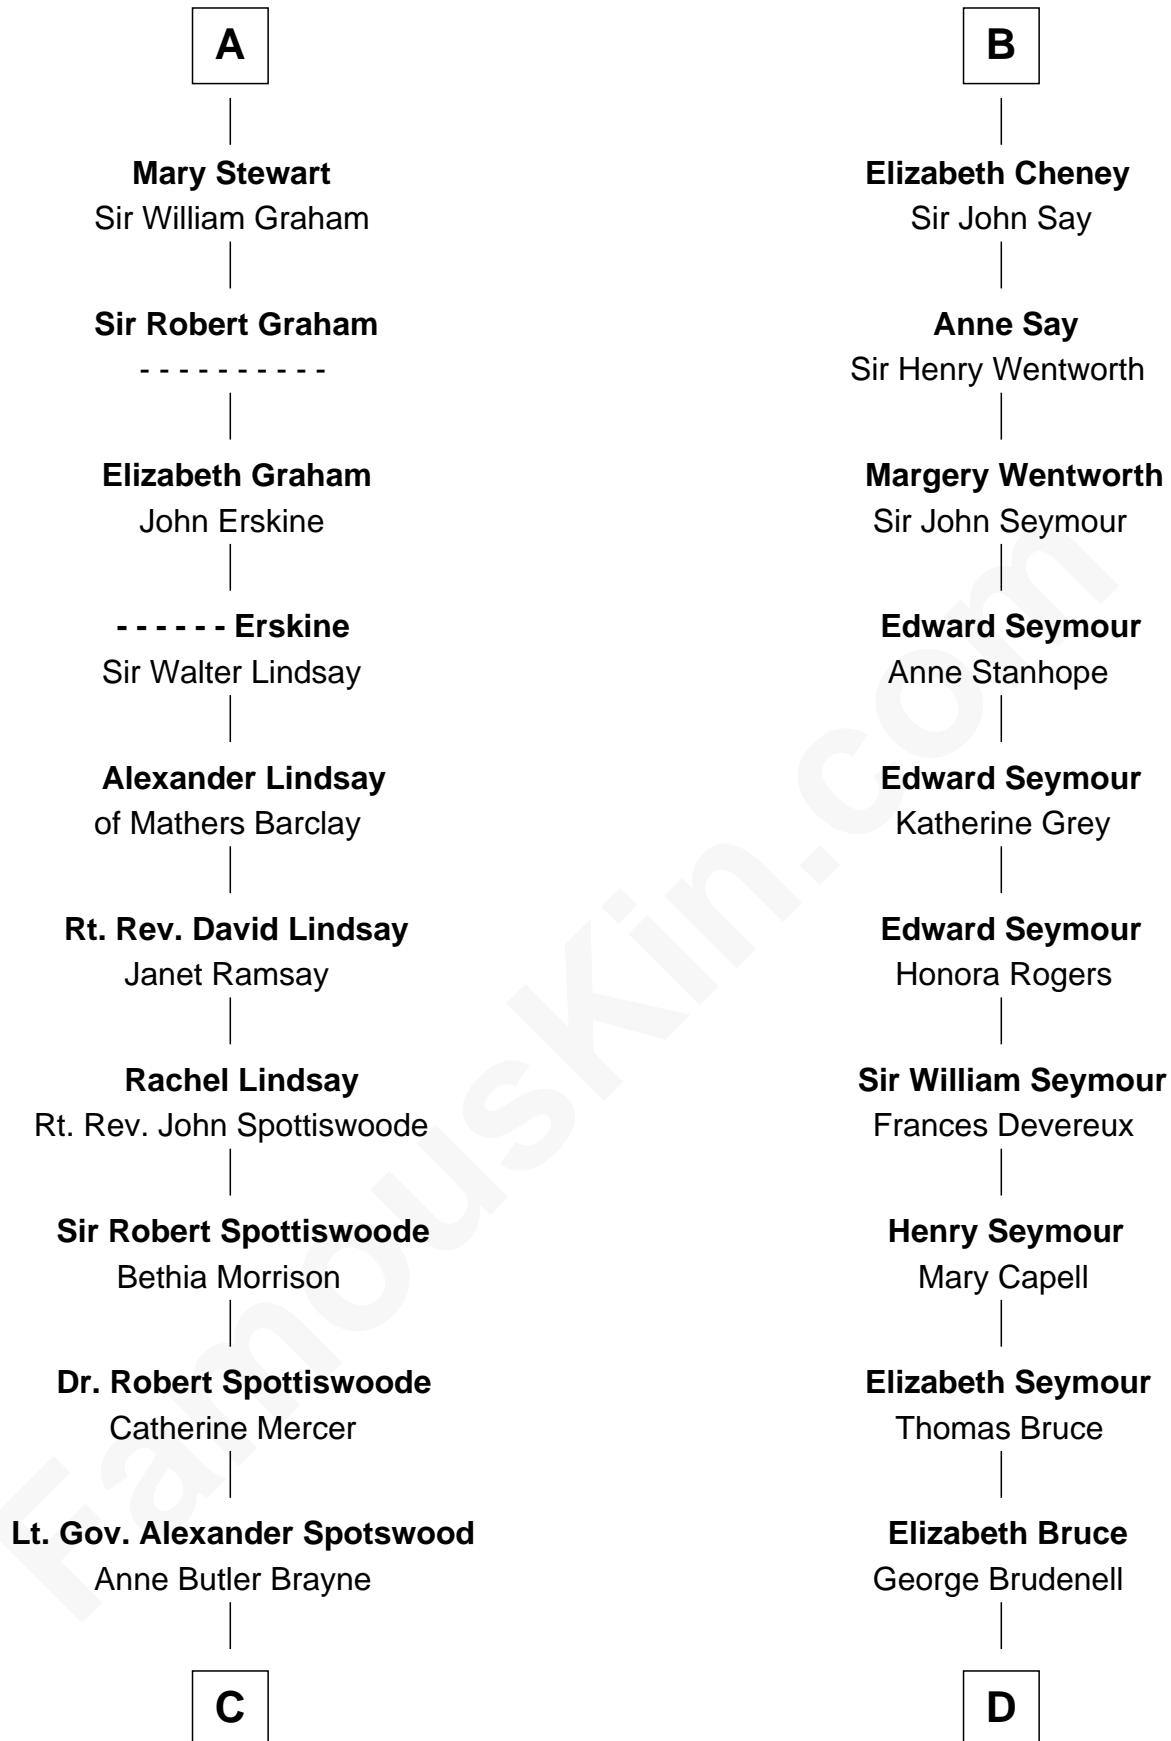 A
Mary Stewart
Sir William Graham
Sir Robert Graham
- - - - - - - - - -
Elizabeth Graham
John Erskine
- - - - - - Erskine
Sir Walter Lindsay
Alexander Lindsay
of Mathers Barclay
Rt. Rev. David Lindsay
Janet Ramsay
Rachel Lindsay
Rt. Rev. John Spottiswoode
Sir Robert Spottiswoode
Bethia Morrison
Dr. Robert Spottiswoode
Catherine Mercer
Lt. Gov. Alexander Spotswood
Anne Butler Brayne
C
B
Elizabeth Cheney
Sir John Say
Anne Say
Sir Henry Wentworth
Margery Wentworth
Sir John Seymour
Edward Seymour
Anne Stanhope
Edward Seymour
Katherine Grey
Edward Seymour
Honora Rogers
Sir William Seymour
Frances Devereux
Henry Seymour
Mary Capell
Elizabeth Seymour
Thomas Bruce
Elizabeth Bruce
George Brudenell
D
FamousKin.com